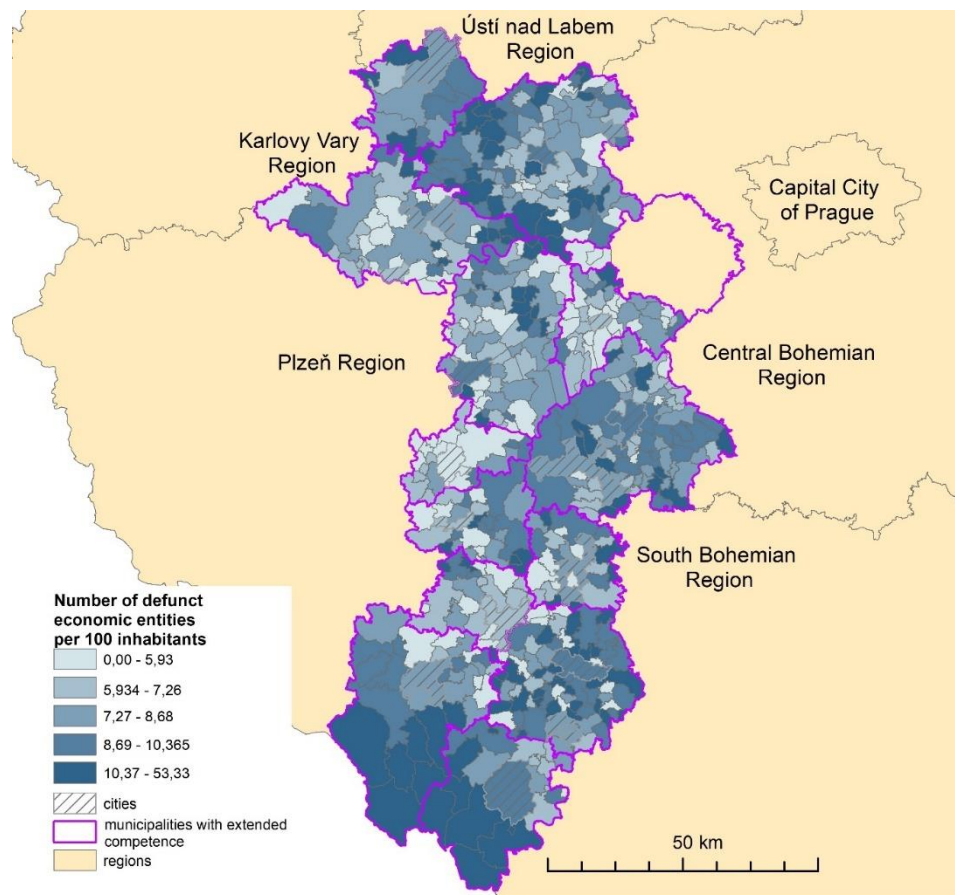 Ústí nad Labem
Region
Karlovy Vary
Region
Capital City
of Prague
Plzeň Region
Central Bohemian
Region
South Bohemian
Region
Number of defunct
economic entities
per 100 inhabitants
0,00 - 5,93
5,934 - 7,26
7,27 - 8,68
8,69 - 10,365
10,37 - 53,33
cities
municipalities with extended
competence
regions
50 km